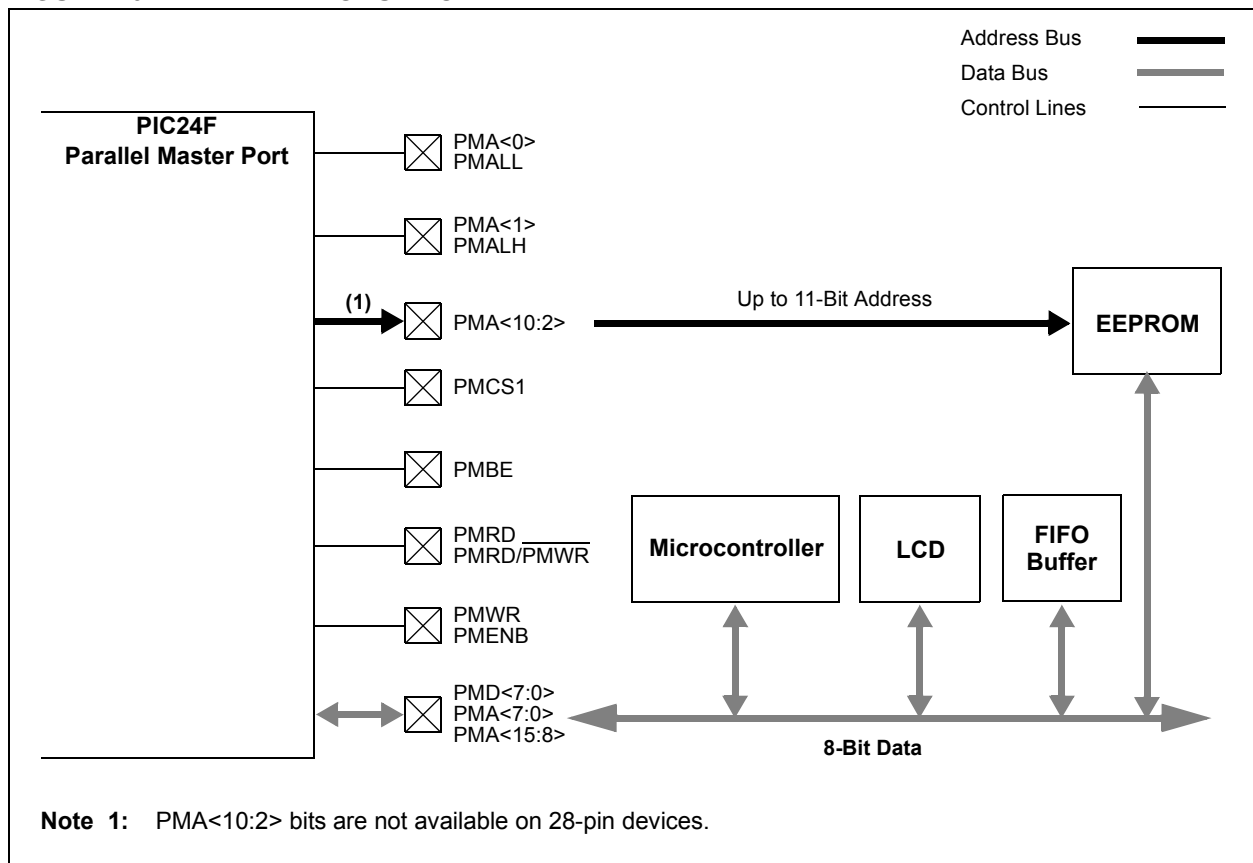 Address Bus
Data Bus
Control Lines
PIC24F
Parallel Master Port
PMA<0>
PMALL
PMA<1>
PMALH
(1)
PMA<10:2>
Up to 11-Bit Address
EEPROM
PMCS1
PMBE
PMRD
PMRD/PMWR
Microcontroller
LCD
FIFO
Buffer
PMWR
PMENB
PMD<7:0>
PMA<7:0>
PMA<15:8>
8-Bit Data
Note 1: PMA<10:2> bits are not available on 28-pin devices.